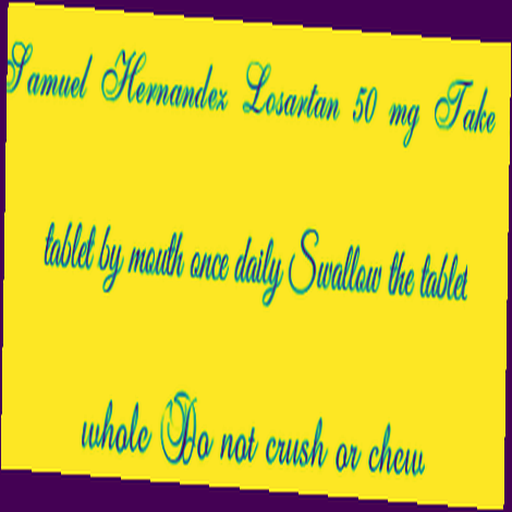 Samuel Hernandez Losartan 50 mg Take
tablet by mouth once daily Swallow the tablet
whole Do not crush or chew